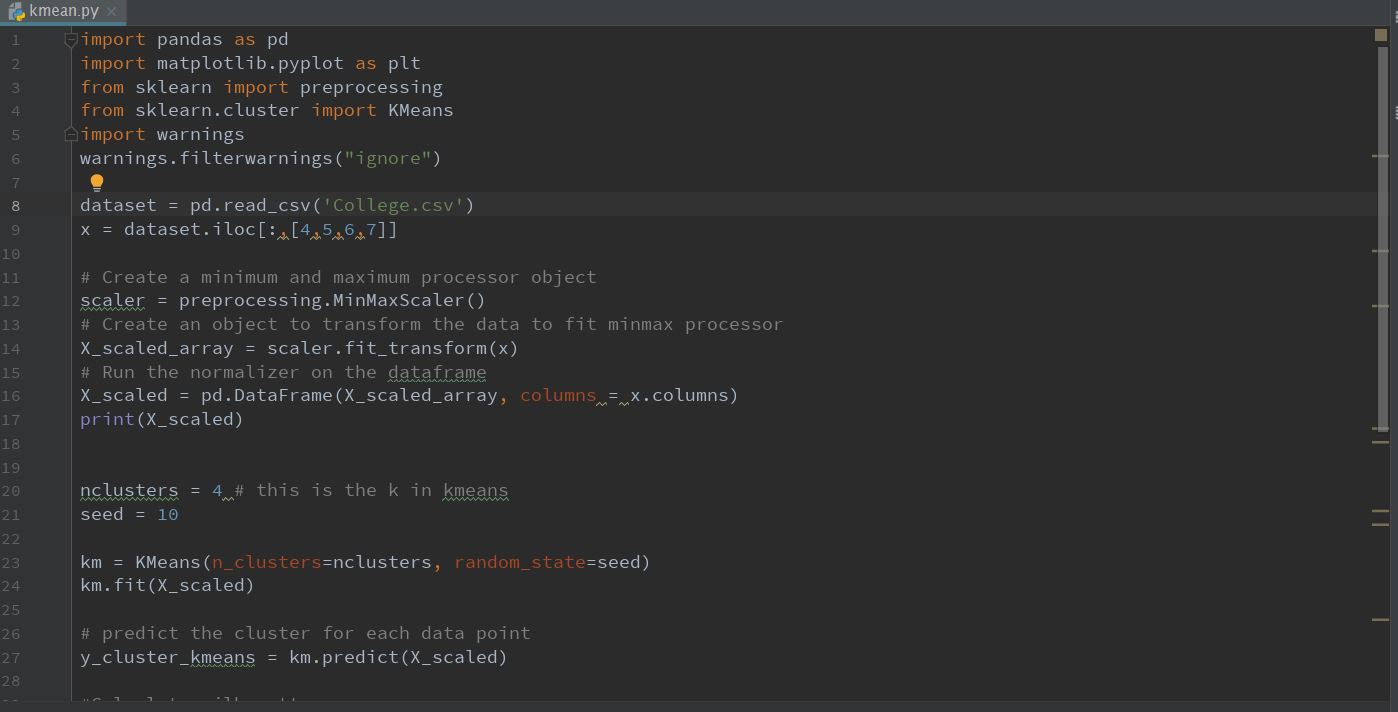 kmean.py
1 import pandas as pd
2 import matplotlib.pyplot as plt
3 from sklearn import preprocessing
4 from sklearn.cluster import KMeans
5 import warnings
6 warnings.filterwarnings("ignore")
7
8 dataset = pd.read_csv('College.csv')
9 x = dataset.iloc[:,[4,5,6,7]]
10
11 # Create a minimum and maximum processor object
12 scaler = preprocessing.MinMaxScaler()
13 # Create an object to transform the data to fit minmax processor
14 X_scaled_array = scaler.fit_transform(x)
15 # Run the normalizer on the dataframe
16 X_scaled = pd.DataFrame(X_scaled_array, columns = x.columns)
17 print(X_scaled)
18
19
20 nclusters = 4 # this is the k in kmeans
21 seed = 10
22
23 km = KMeans(n_clusters=nclusters, random_state=seed)
24 km.fit(X_scaled)
25
26 # predict the cluster for each data point
27 y_cluster_kmeans = km.predict(X_scaled)
28